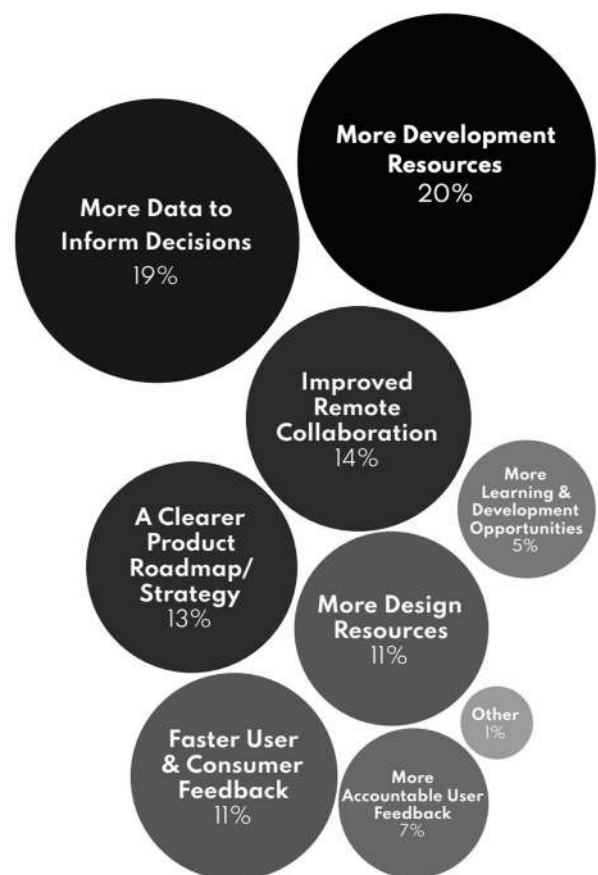 More Development
Resources
20%
More Data to
Inform Decisions
19%
Improved
Remote
Collaboration
14%
More
Learning &
Development
Opportunities
5%
A Clearer
Product
Roadmap/
Strategy
13%
More Design
Resources
11%
Other
1%
Faster User
& Consumer
Feedback
11%
More
Accountable User
Feedback
7%